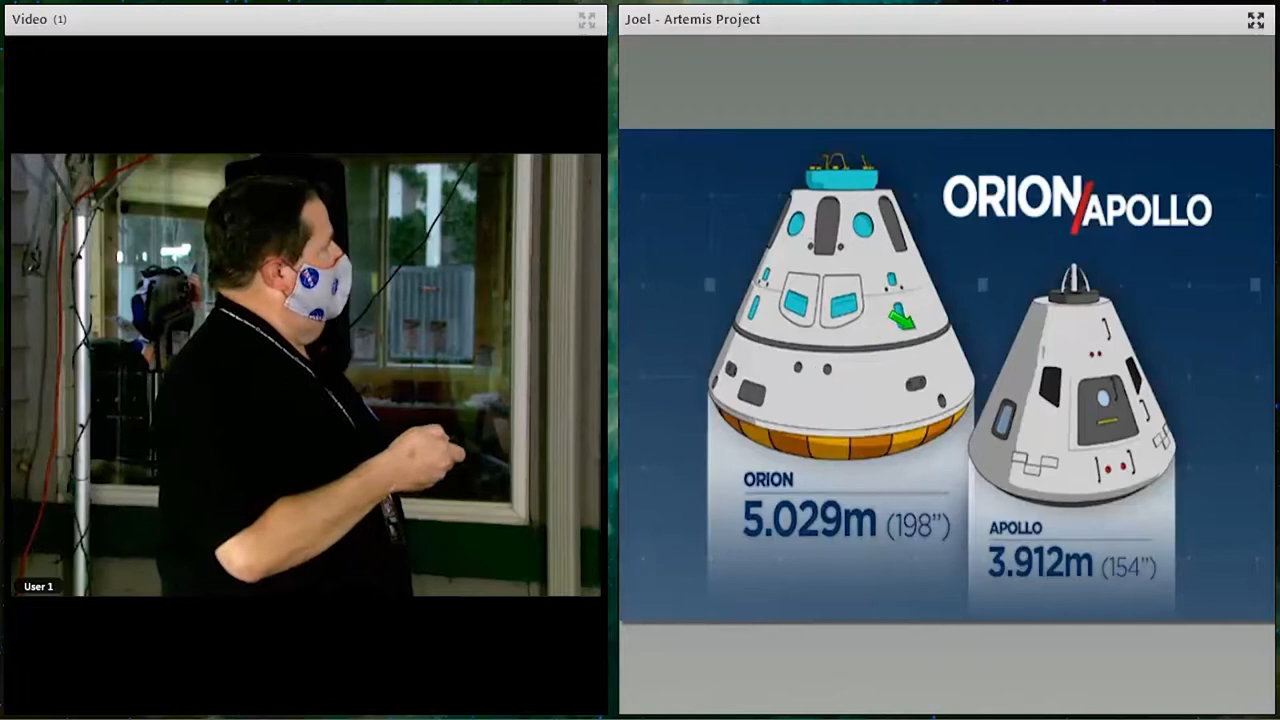 Video (1)
Joel - Artemis Project
ORION/APOLLO
ORION
5.029m (198”)
APOLLO
3.912m (154”)
User 1